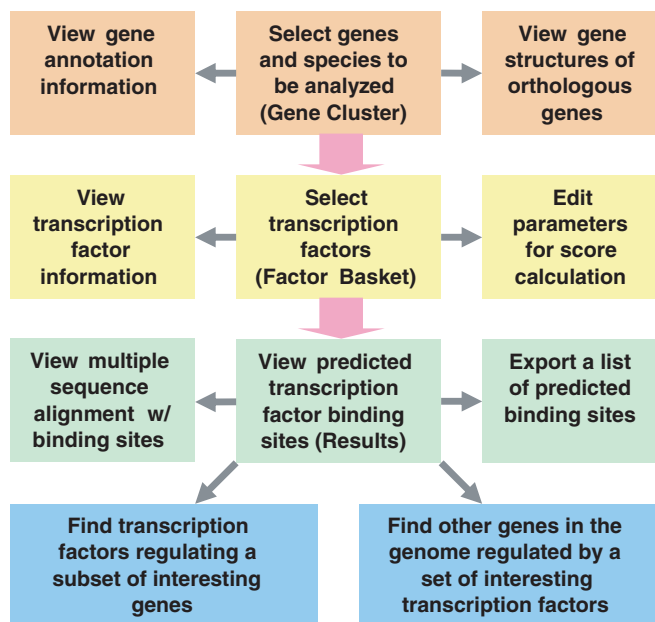 View gene
annotation
information
Select genes
and species to
be analyzed
(Gene Cluster)
View gene
structures of
orthologous
genes
View
transcription
factor
information
Select
transcription
factors
(Factor Basket)
Edit
parameters
for score
calculation
View multiple
sequence
alignment w/
binding sites
View predicted
transcription
factor binding
sites (Results)
Export a list
of predicted
binding sites
Find transcription
factors regulating a
subset of interesting
genes
Find other genes in the
genome regulated by a
set of interesting
transcription factors